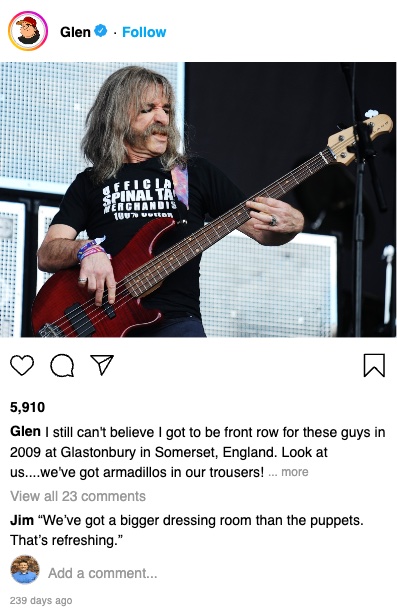 Glen · Follow
OFFICIAL
SPINAL TA
MERCHANDIS
100%
5,910
Glen I still can't believe I got to be front row for these guys in
2009 at Glastonbury in Somerset, England. Look at
us....we've got armadillos in our trousers! ... more
View all 23 comments
Jim “We’ve got a bigger dressing room than the puppets.
That’s refreshing.”
Add a comment...
239 days ago